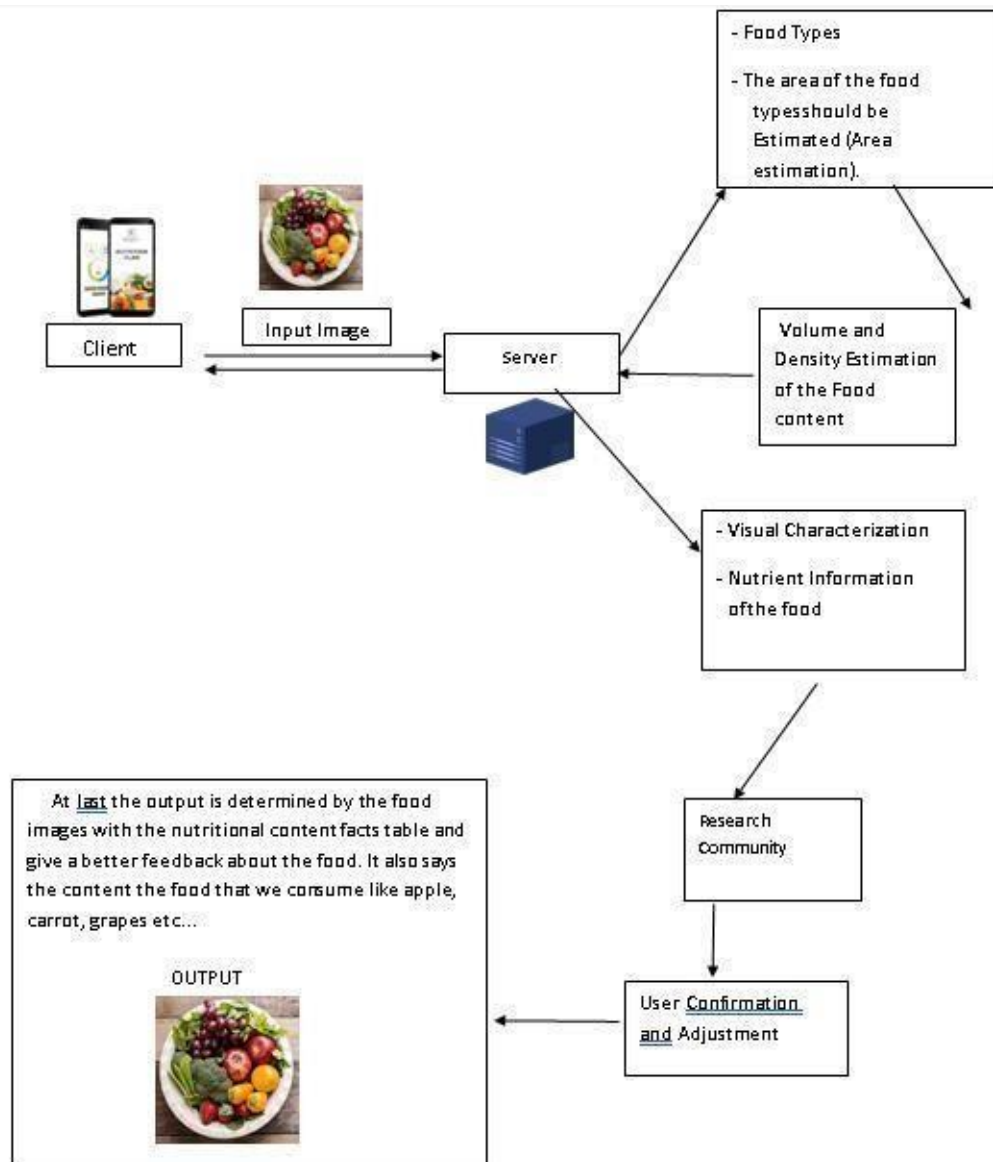 - Food Types
- The area of the food
typesshould be
Estimated (Area
estimation).
NUTRITION
PLAN
Client
Input Image
Server
Volume and
Density Estimation
of the Food
content
- Visual Characterization
- Nutrient Information
ofthe food
Research
Community
User Confirmation
and Adjustment
At last the output is determined by the food
images with the nutritional content facts table and
give a better feedback about the food. It also says
the content the food that we consume like apple,
carrot, grapes etc...
OUTPUT